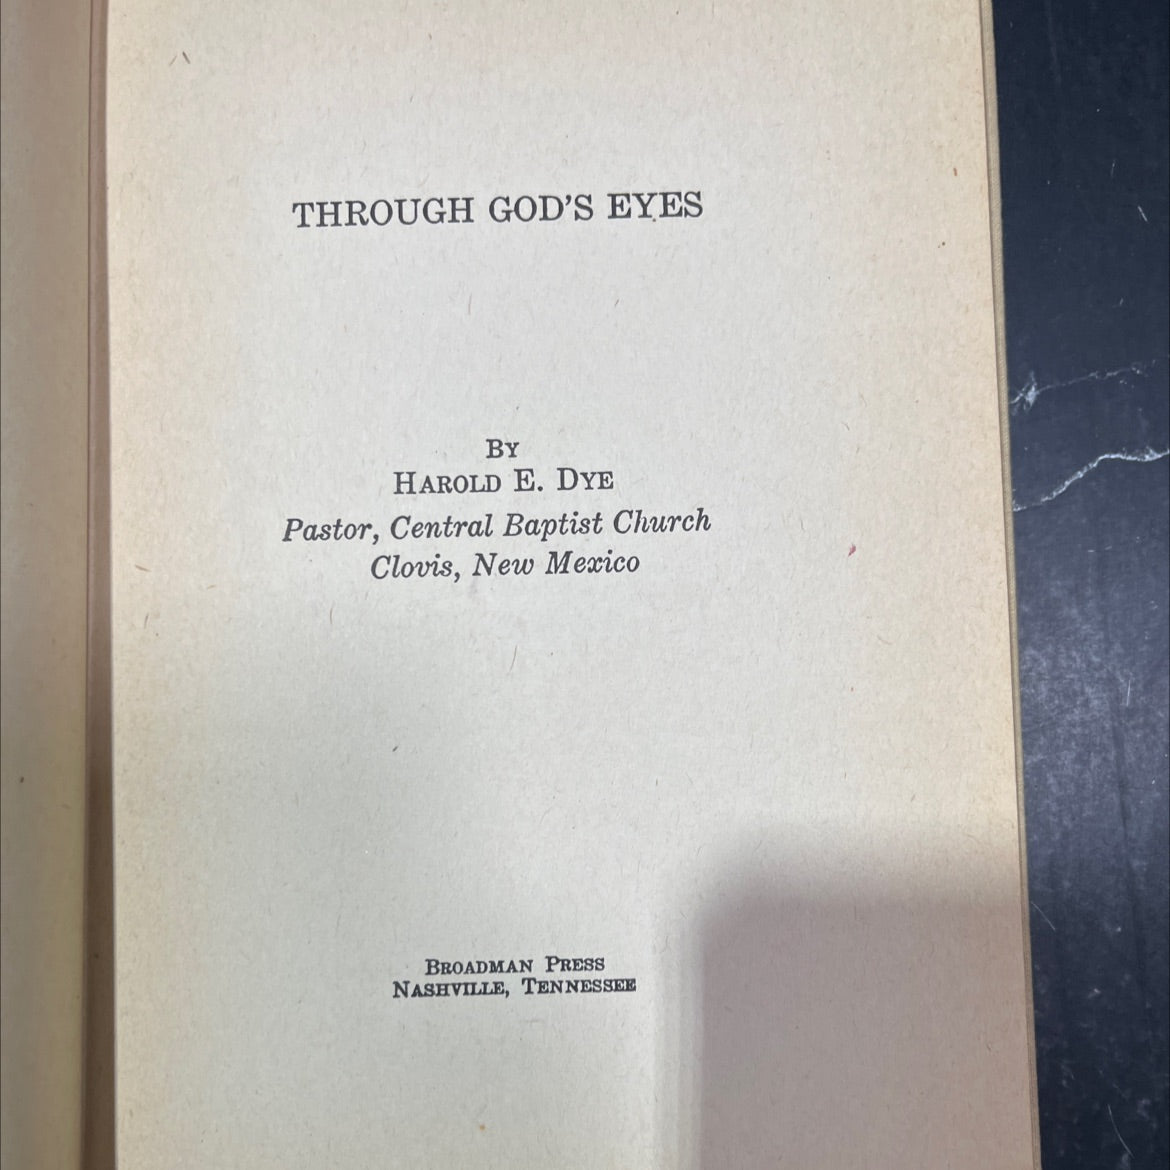 THROUGH GOD'S EYES
BY
HAROLD E. DYE
Pastor, Central Baptist Church
Clovis, New Mexico
BROADMAN PRESS
NASHVILLE, TENNESSEE